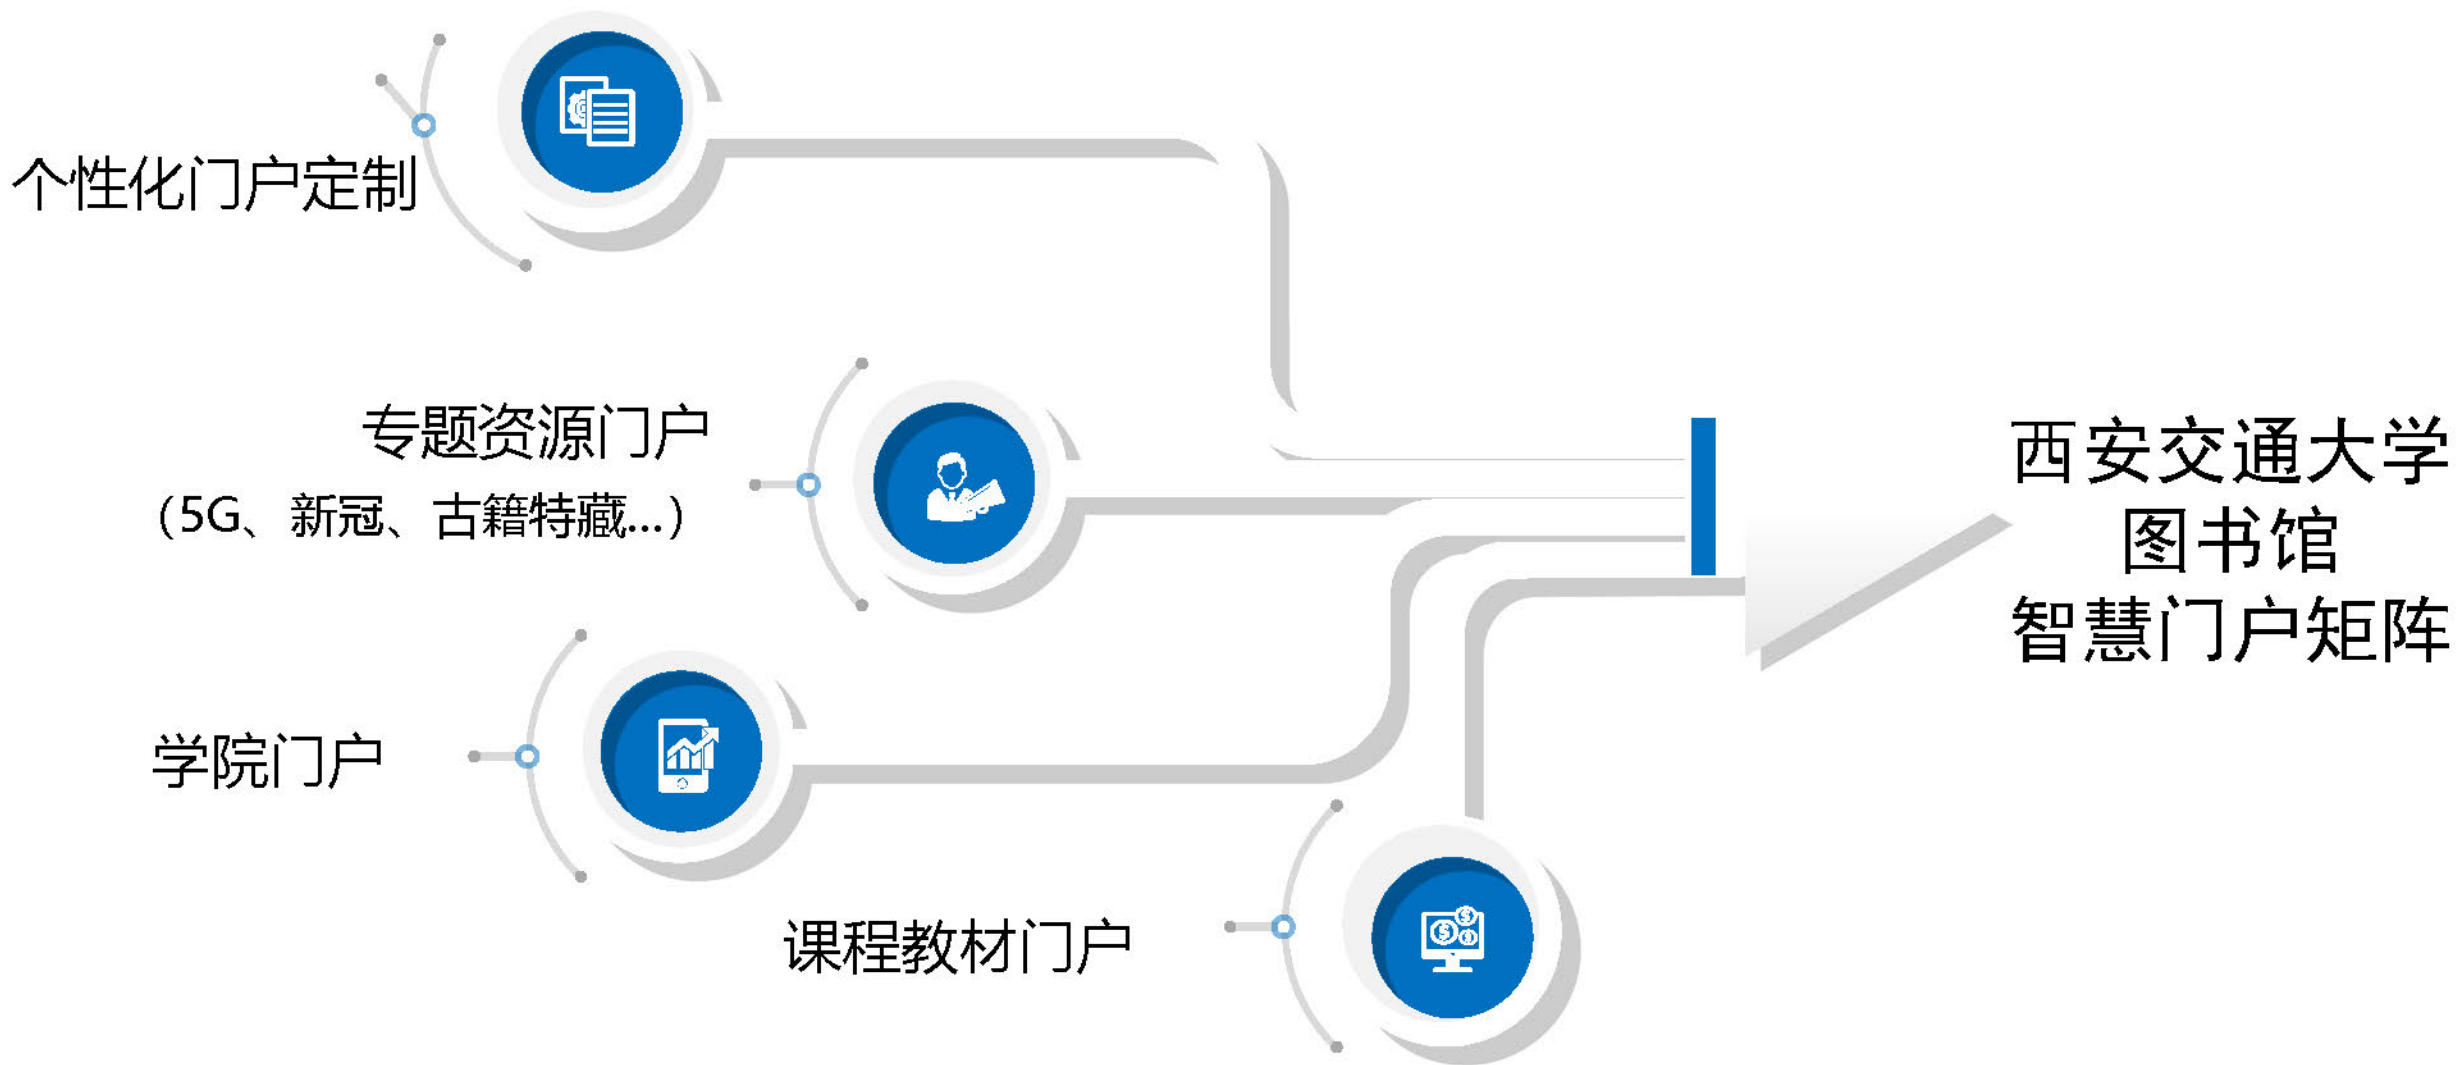 个性化门户定制
专题资源门户
（5G、新冠、古籍特藏...）
学院门户
课程教材门户
西安交通大学
图书馆
智慧门户矩阵